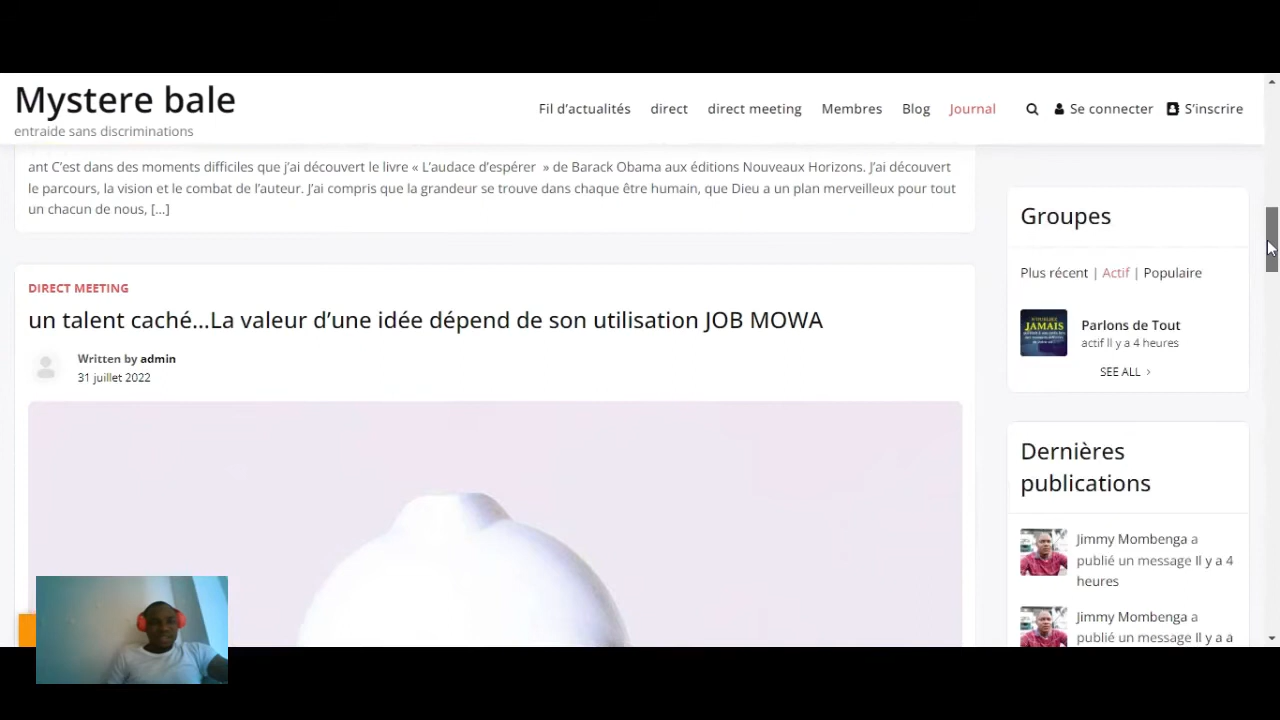 Mystere bale
entraide sans discriminations
Fil d’actualités direct direct meeting Membres Blog Journal Se connecter S’inscrire
ant C’est dans des moments difficiles que j’ai découvert le livre « L’audace d’espérer » de Barack Obama aux éditions Nouveaux Horizons. J’ai découvert
le parcours, la vision et le combat de l’auteur. J’ai compris que la grandeur se trouve dans chaque être humain, que Dieu a un plan merveilleux pour tout
un chacun de nous, […]
DIRECT MEETING
un talent caché…La valeur d’une idée dépend de son utilisation JOB MOWA
Written by admin
31 juillet 2022
Groupes
Plus récent | Actif | Populaire
JAMAIS
Parlons de Tout
actif Il y a 4 heures
SEE ALL ›
Dernières
publications
Jimmy Mombenga a
publié un message Il y a 4
heures
Jimmy Mombenga a
publié un message Il y a a